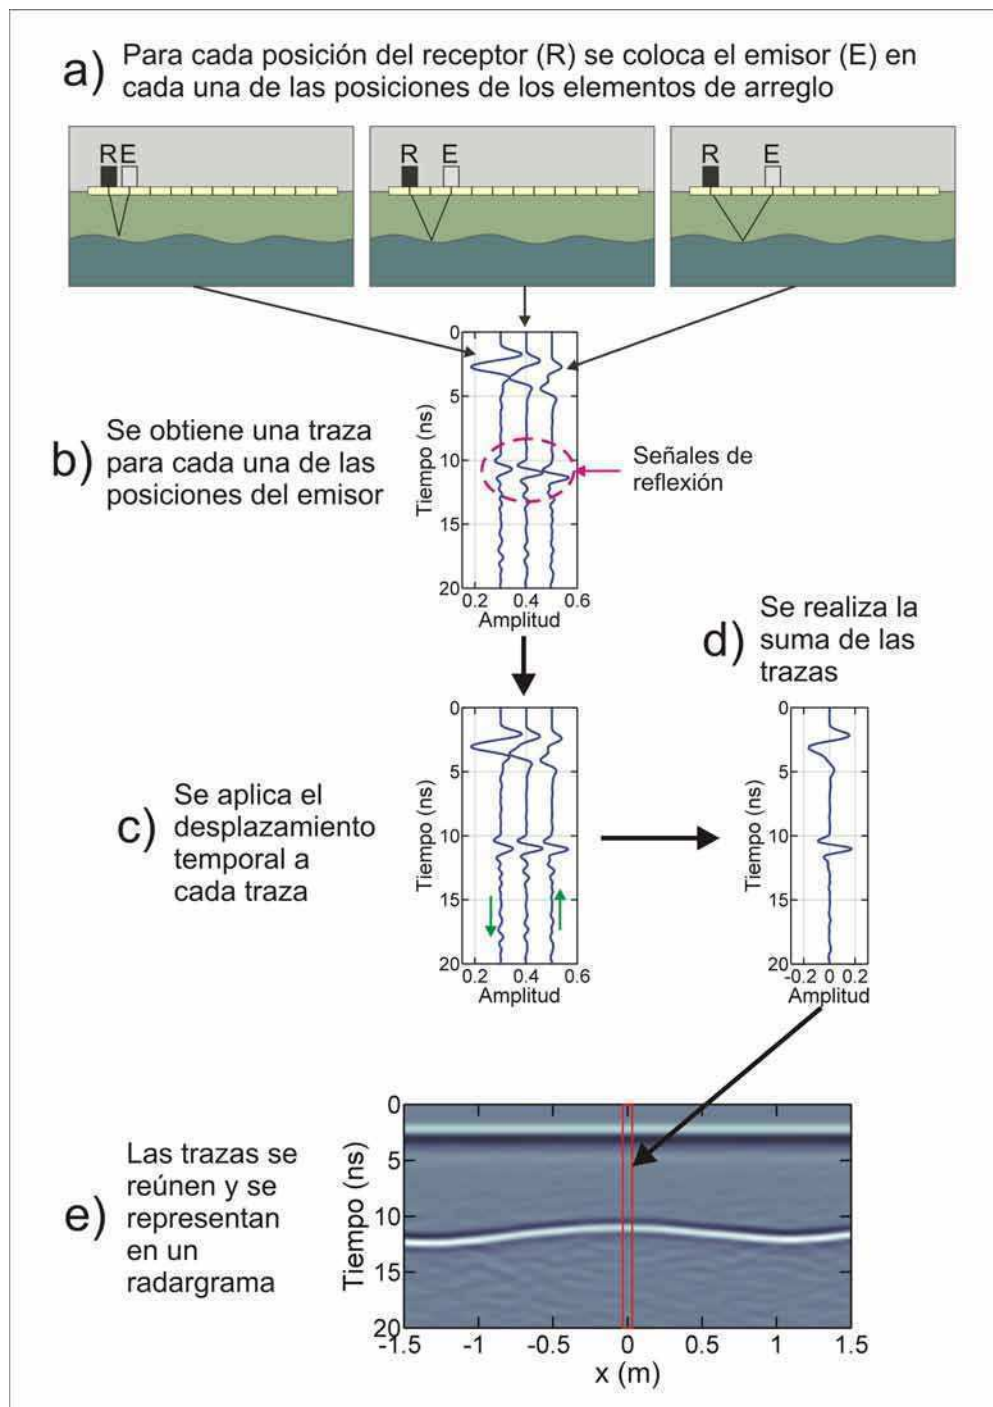 a) Para cada posición del receptor (R) se coloca el emisor (E) en
cada una de las posiciones de los elementos de arreglo
R E
R E
R E
0
5
10
15
20
Tiempo (ns)
0.2 0.4 0.6
Amplitud
b) Se obtiene una traza
para cada una de las
posiciones del emisor
Señales de
reflexión
d) Se realiza la
suma de las
trazas
c) Se aplica el
desplazamiento
temporal a
cada traza
0
5
10
15
20
Tiempo (ns)
0.2 0.4 0.6
Amplitud
0
5
10
15
20
Tiempo (ns)
-0.2 0 0.2
Amplitud
e) Las trazas se
reúnen y se
representan
en un
radargrama
0
5
10
15
20
Tiempo (ns)
-1.5 -1 -0.5 0 0.5 1 1.5
x (m)